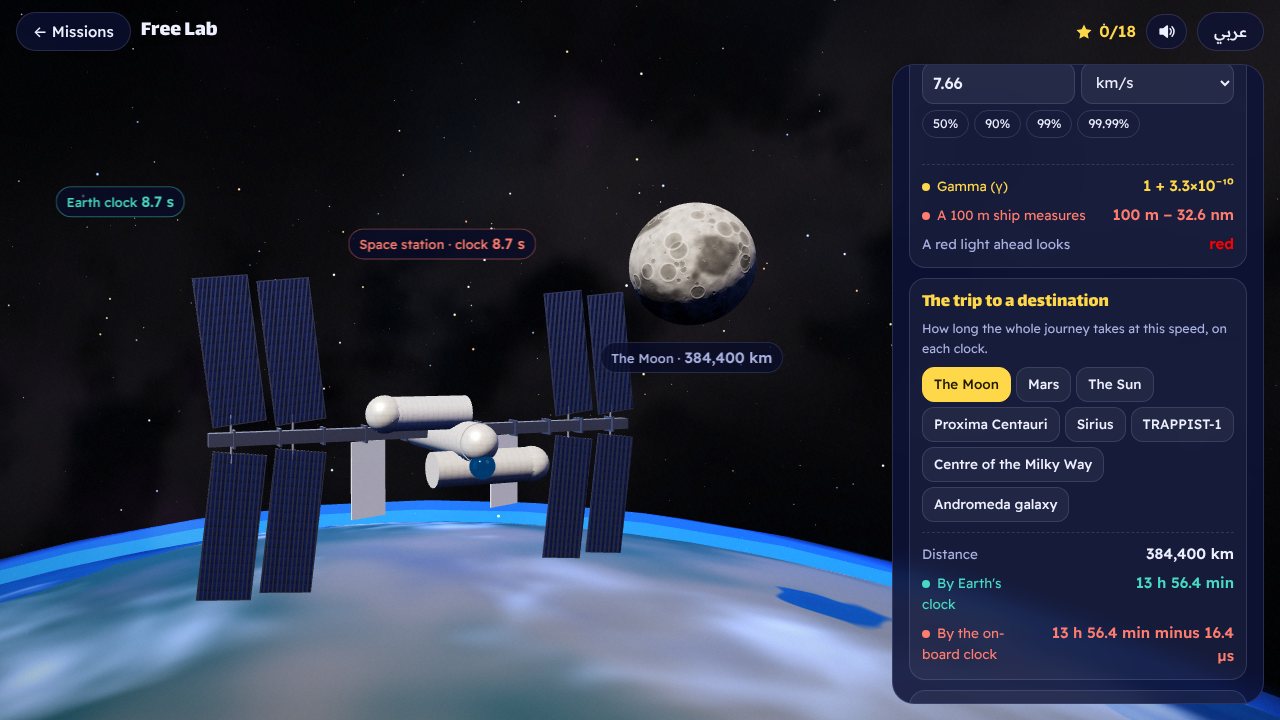 ← Missions
Free Lab
0/18
عربي
7.66
km/s
50%
90%
99%
99.99%
Gamma (γ)
1 + 3.3×10⁻¹⁰
A 100 m ship measures
100 m − 32.6 nm
A red light ahead looks
red
Earth clock 8.7 s
Space station · clock 8.7 s
The Moon · 384,400 km
The trip to a destination
How long the whole journey takes at this speed, on
each clock.
The Moon
Mars
The Sun
Proxima Centauri
Sirius
TRAPPIST-1
Centre of the Milky Way
Andromeda galaxy
Distance
384,400 km
By Earth's
clock
13 h 56.4 min
By the on-
board clock
13 h 56.4 min minus 16.4
µs